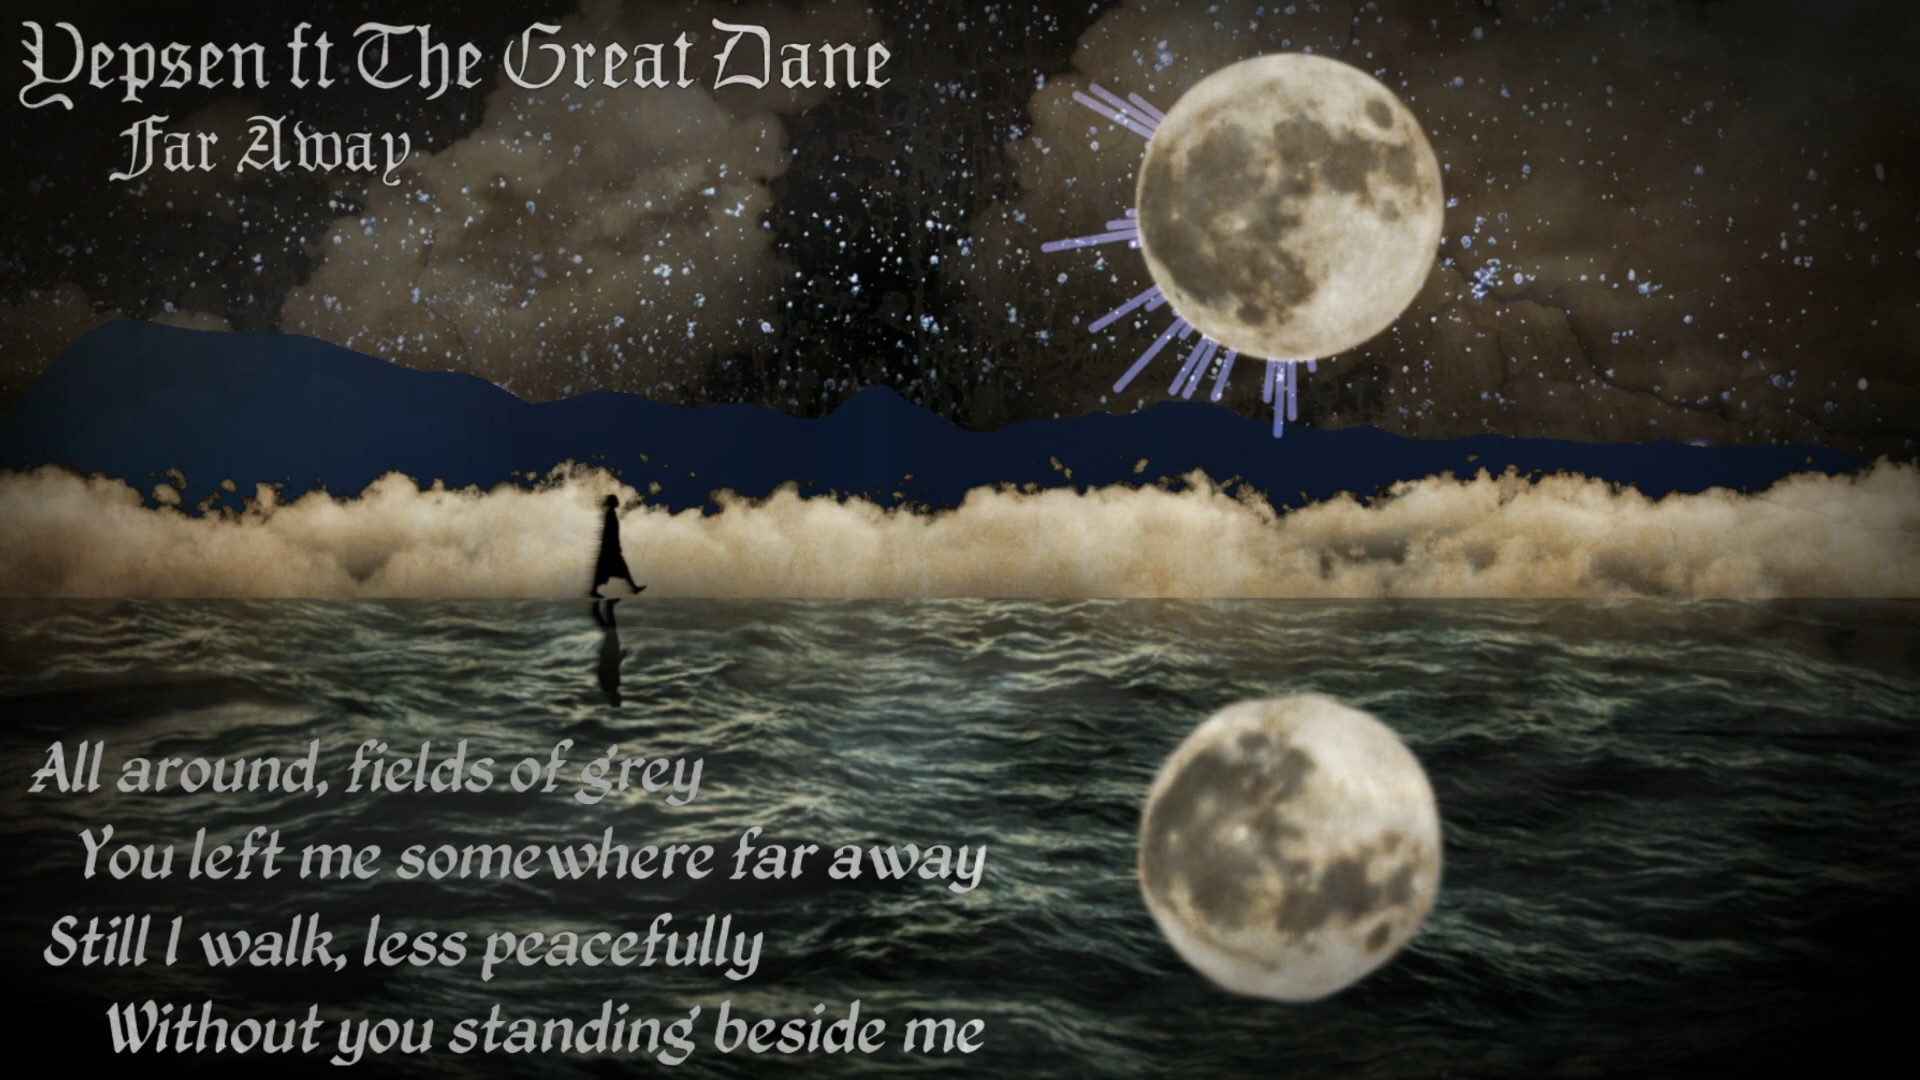 Yepsen ft The Great Dane
Far Away
All around, fields of grey
You left me somewhere far away
Still I walk, less peacefully
Without you standing beside me